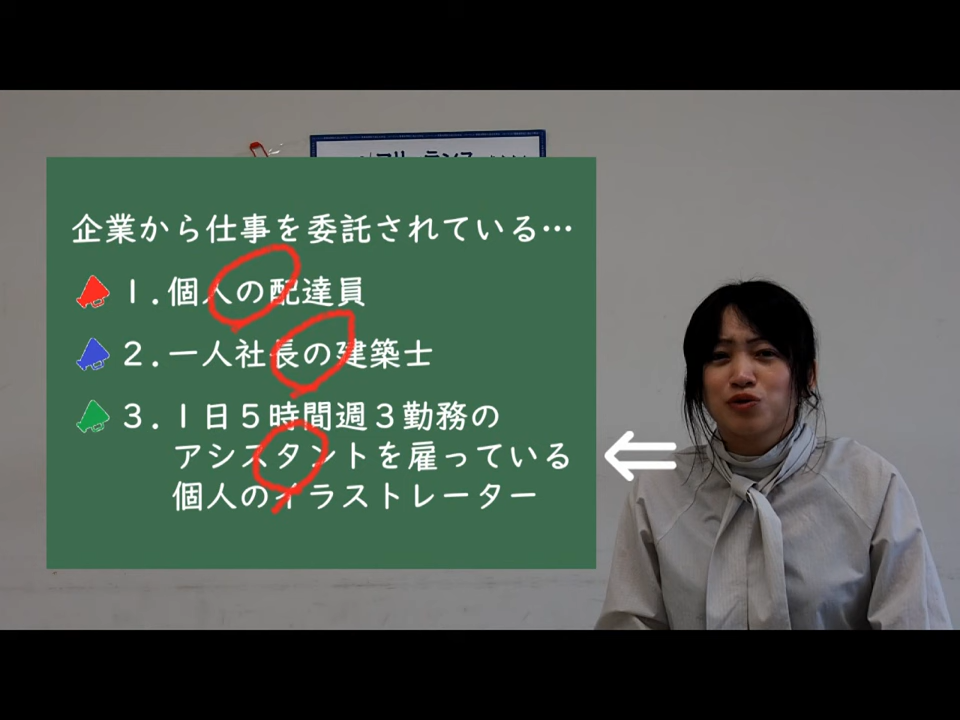 企業から仕事を委託されている…
１.個人の配達員
２.一人社長の建築士
３.１日５時間週３勤務の
アシスタントを雇っている
個人のイラストレーター